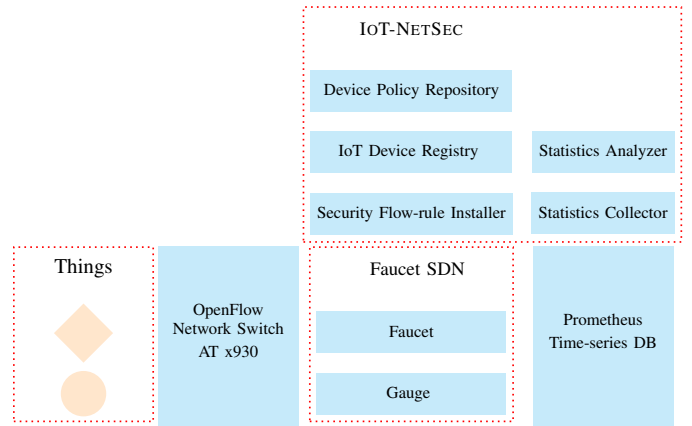 IOT-NETSEC
Device Policy Repository
IoT Device Registry
Statistics Analyzer
Security Flow-rule Installer
Statistics Collector
Things
OpenFlow
Network Switch
AT x930
Faucet SDN
Faucet
Gauge
Prometheus
Time-series DB